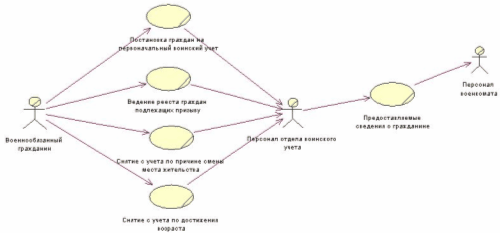 Постановка граждан на
первоначальный воинский учет
Персонал
военкомата
Ведение реестра граждан
подлежащих призыву
Предоставляемые
сведения о гражданине
Военнообязанный
гражданин
Персонал отдела воинского
учета
Снятие с учета по причине смены
места жительства
Снятие с учета по достижении
возраста